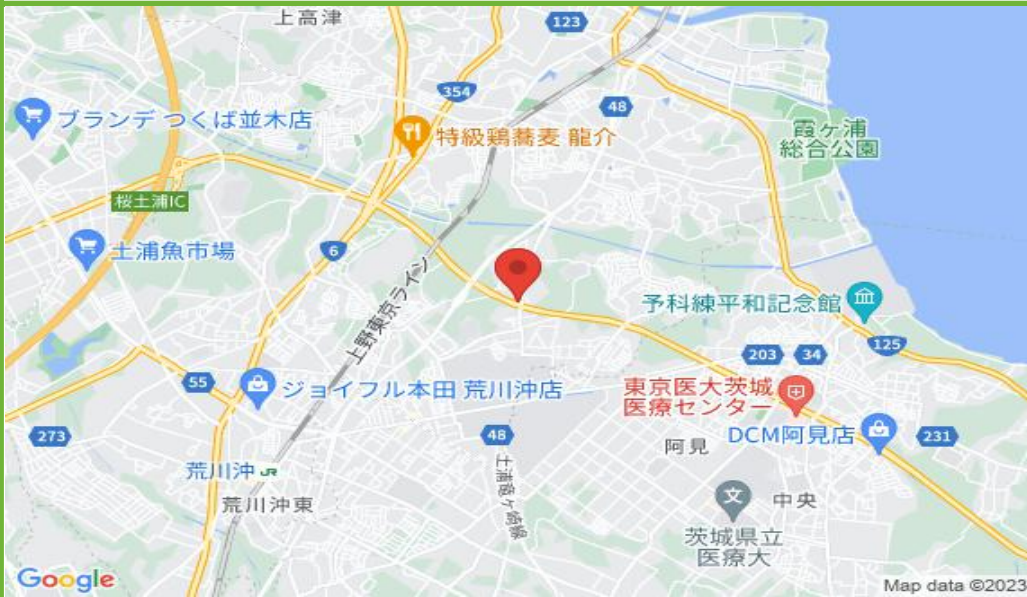 上高津
123
354
48
ブランデ つくば並木店
特級鶏蕎麦 龍介
霞ケ浦
総合公園
桜土浦IC
土浦魚市場
6
上野東京ライン
予科練平和記念館
125
203
34
55
ジョイフル本田 荒川沖店
東京医大茨城
医療センター
DCM阿見店
273
48
231
阿見
荒川沖 JR
土浦竜ヶ崎線
荒川沖東
中央
茨城県立
医療大
Google
Map data ©2023